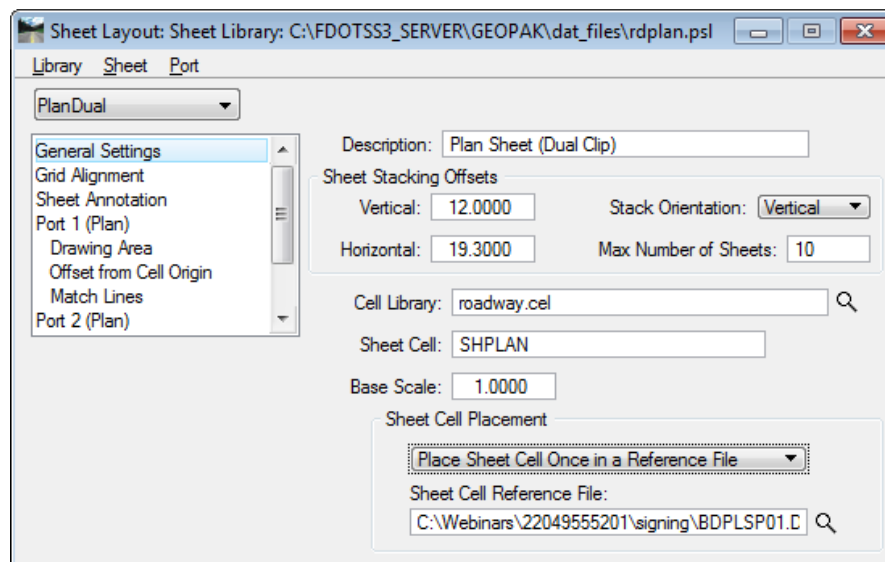 Sheet Layout: Sheet Library: C:\FDOTSS3_SERVER\GEOPAK\dat_files\rdplan.psl
Library Sheet Port
PlanDual
General Settings
Grid Alignment
Sheet Annotation
Port 1 (Plan)
Drawing Area
Offset from Cell Origin
Match Lines
Port 2 (Plan)
Description: Plan Sheet (Dual Clip)
Sheet Stacking Offsets
Vertical: 12.0000 Stack Orientation: Vertical
Horizontal: 19.3000 Max Number of Sheets: 10
Cell Library: roadway.cel
Sheet Cell: SHPLAN
Base Scale: 1.0000
Sheet Cell Placement
Place Sheet Cell Once in a Reference File
Sheet Cell Reference File:
C:\Webinars\22049555201\signing\BDPLSP01.D